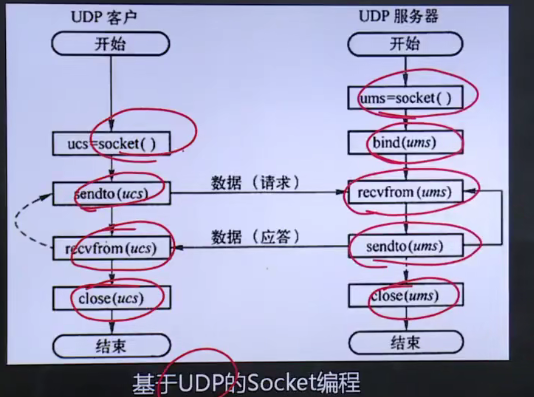 UDP 客户
开始
ucs=socket( )
sendto(ucs)
recvfrom(ucs)
close(ucs)
结束
数据（请求）
数据（应答）
UDP 服务器
开始
ums=socket( )
bind(ums)
recvfrom(ums)
sendto(ums)
close(ums)
结束
基于UDP的Socket编程